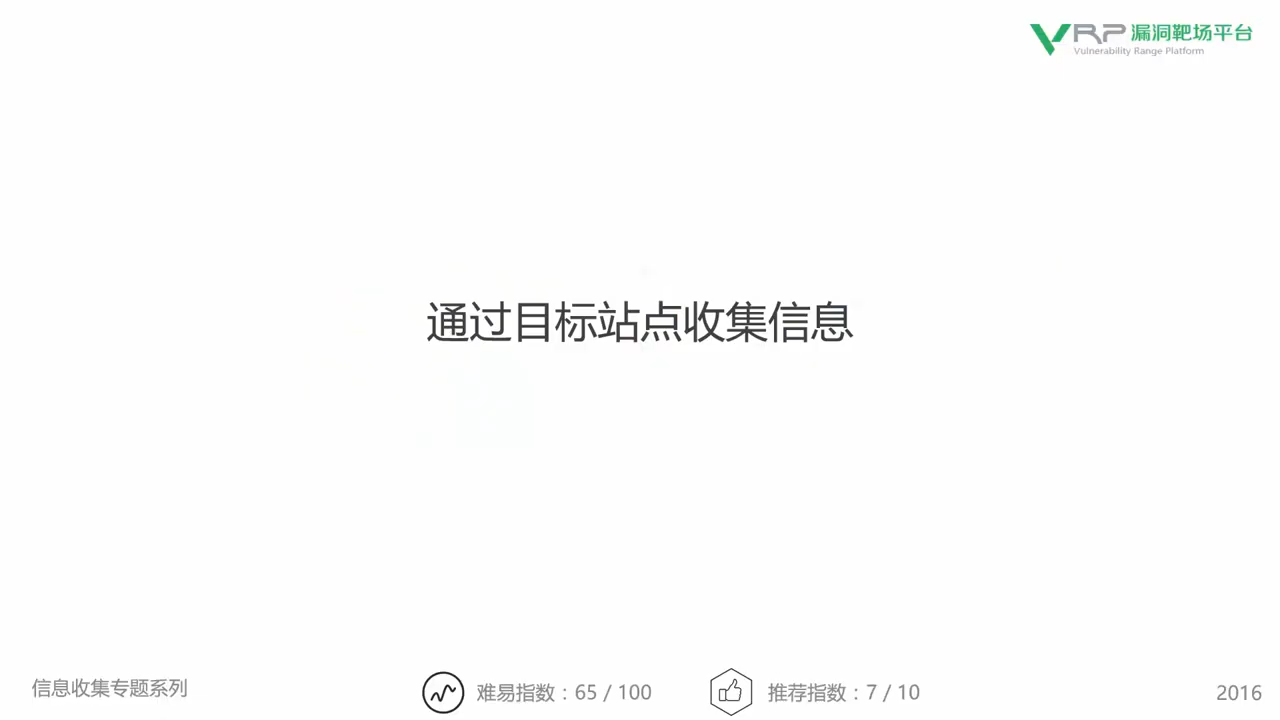 VRP 漏洞靶场平台
Vulnerability Range Platform
通过目标站点收集信息
信息收集专题系列
难易指数：65 / 100
推荐指数：7 / 10
2016